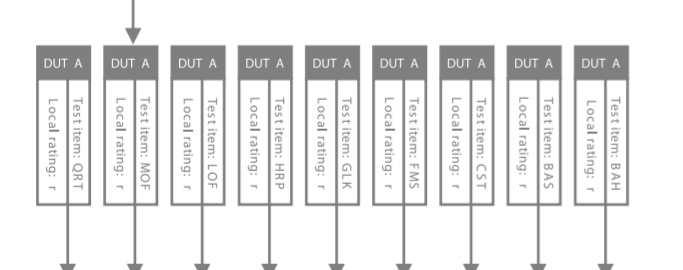 DUT A
Test item: QRT
Local rating: r
DUT A
Test item: MOF
Local rating: r
DUT A
Test item: LOF
Local rating: r
DUT A
Test item: HRP
Local rating: r
DUT A
Test item: GLK
Local rating: r
DUT A
Test item: FMS
Local rating: r
DUT A
Test item: CST
Local rating: r
DUT A
Test item: BAS
Local rating: r
DUT A
Test item: BAH
Local rating: r